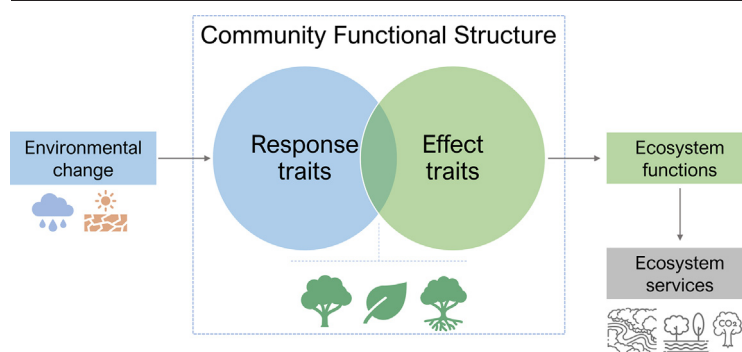 Community Functional Structure
Environmental
change
Response
traits
Effect
traits
Ecosystem
functions
Ecosystem
services
CO2